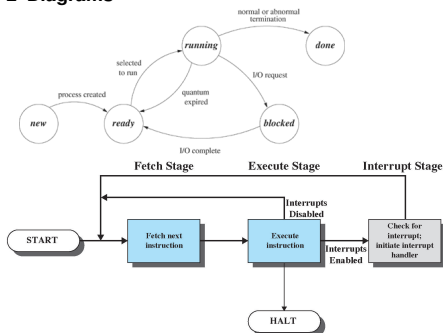 2 Diagrams
normal or abnormal
termination
running
done
selected
to run
quantum
expired
I/O request
process created
new
ready
blocked
I/O complete
Fetch Stage
Execute Stage
Interrupt Stage
Interrupts
Disabled
START
Fetch next
instruction
Execute
instruction
Interrupts
Enabled
Check for
interrupt;
initiate interrupt
handler
HALT